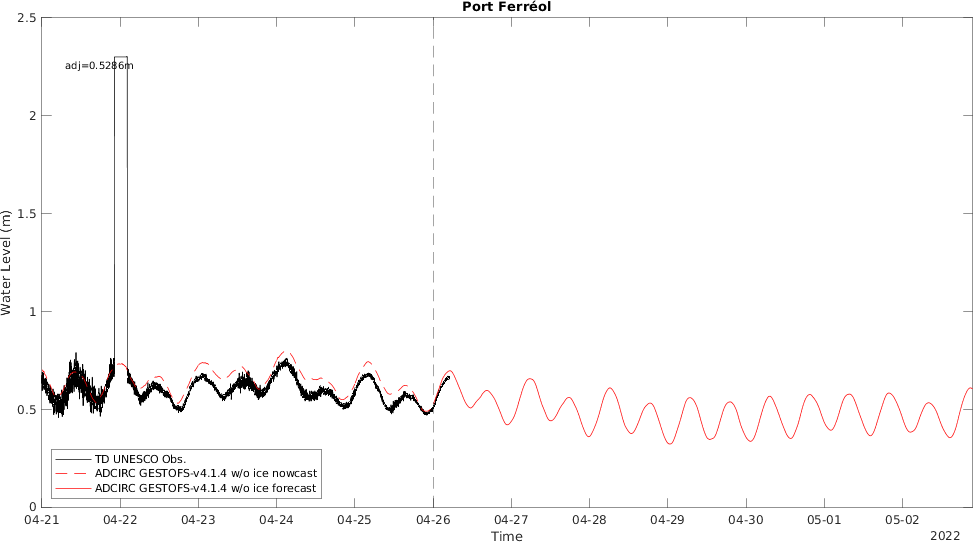 Port Ferréol
2.5
adj=0.5286m
2
1.5
Water Level (m)
1
0.5
TD UNESCO Obs.
ADCIRC GESTOFS-v4.1.4 w/o ice nowcast
ADCIRC GESTOFS-v4.1.4 w/o ice forecast
0
04-21 04-22 04-23 04-24 04-25 04-26 04-27 04-28 04-29 04-30 05-01 05-02
Time
2022